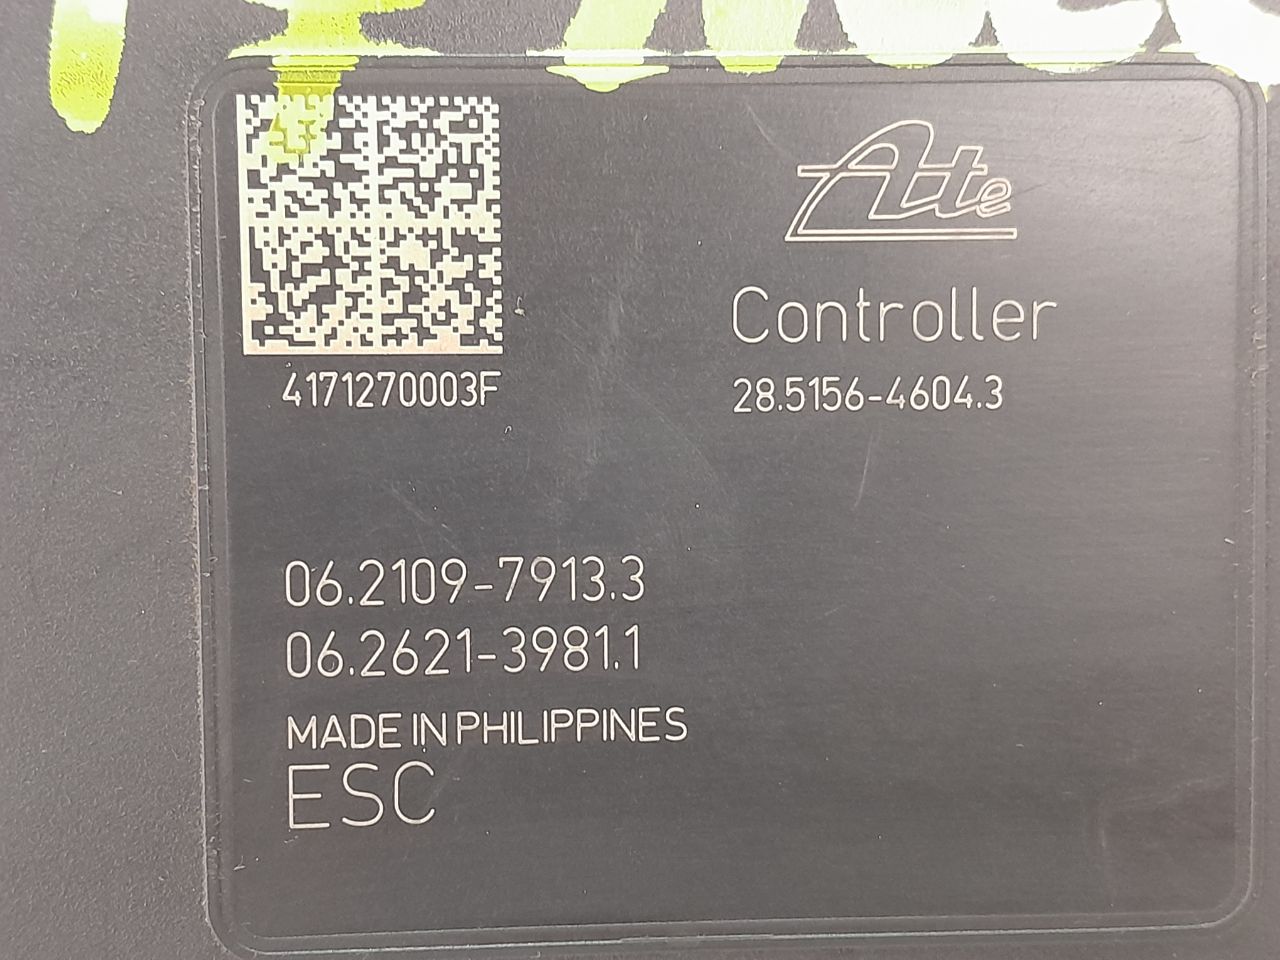 Ate
Controller
4171270003F
28.5156-4604.3
06.2109-7913.3
06.2621-3981.1
MADE IN PHILIPPINES
ESC